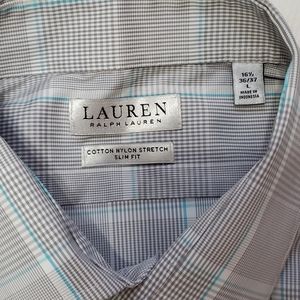 LAUREN
RALPH LAUREN
COTTON NYLON STRETCH
SLIM FIT
16½
36/37
L
MADE IN
INDONESIA